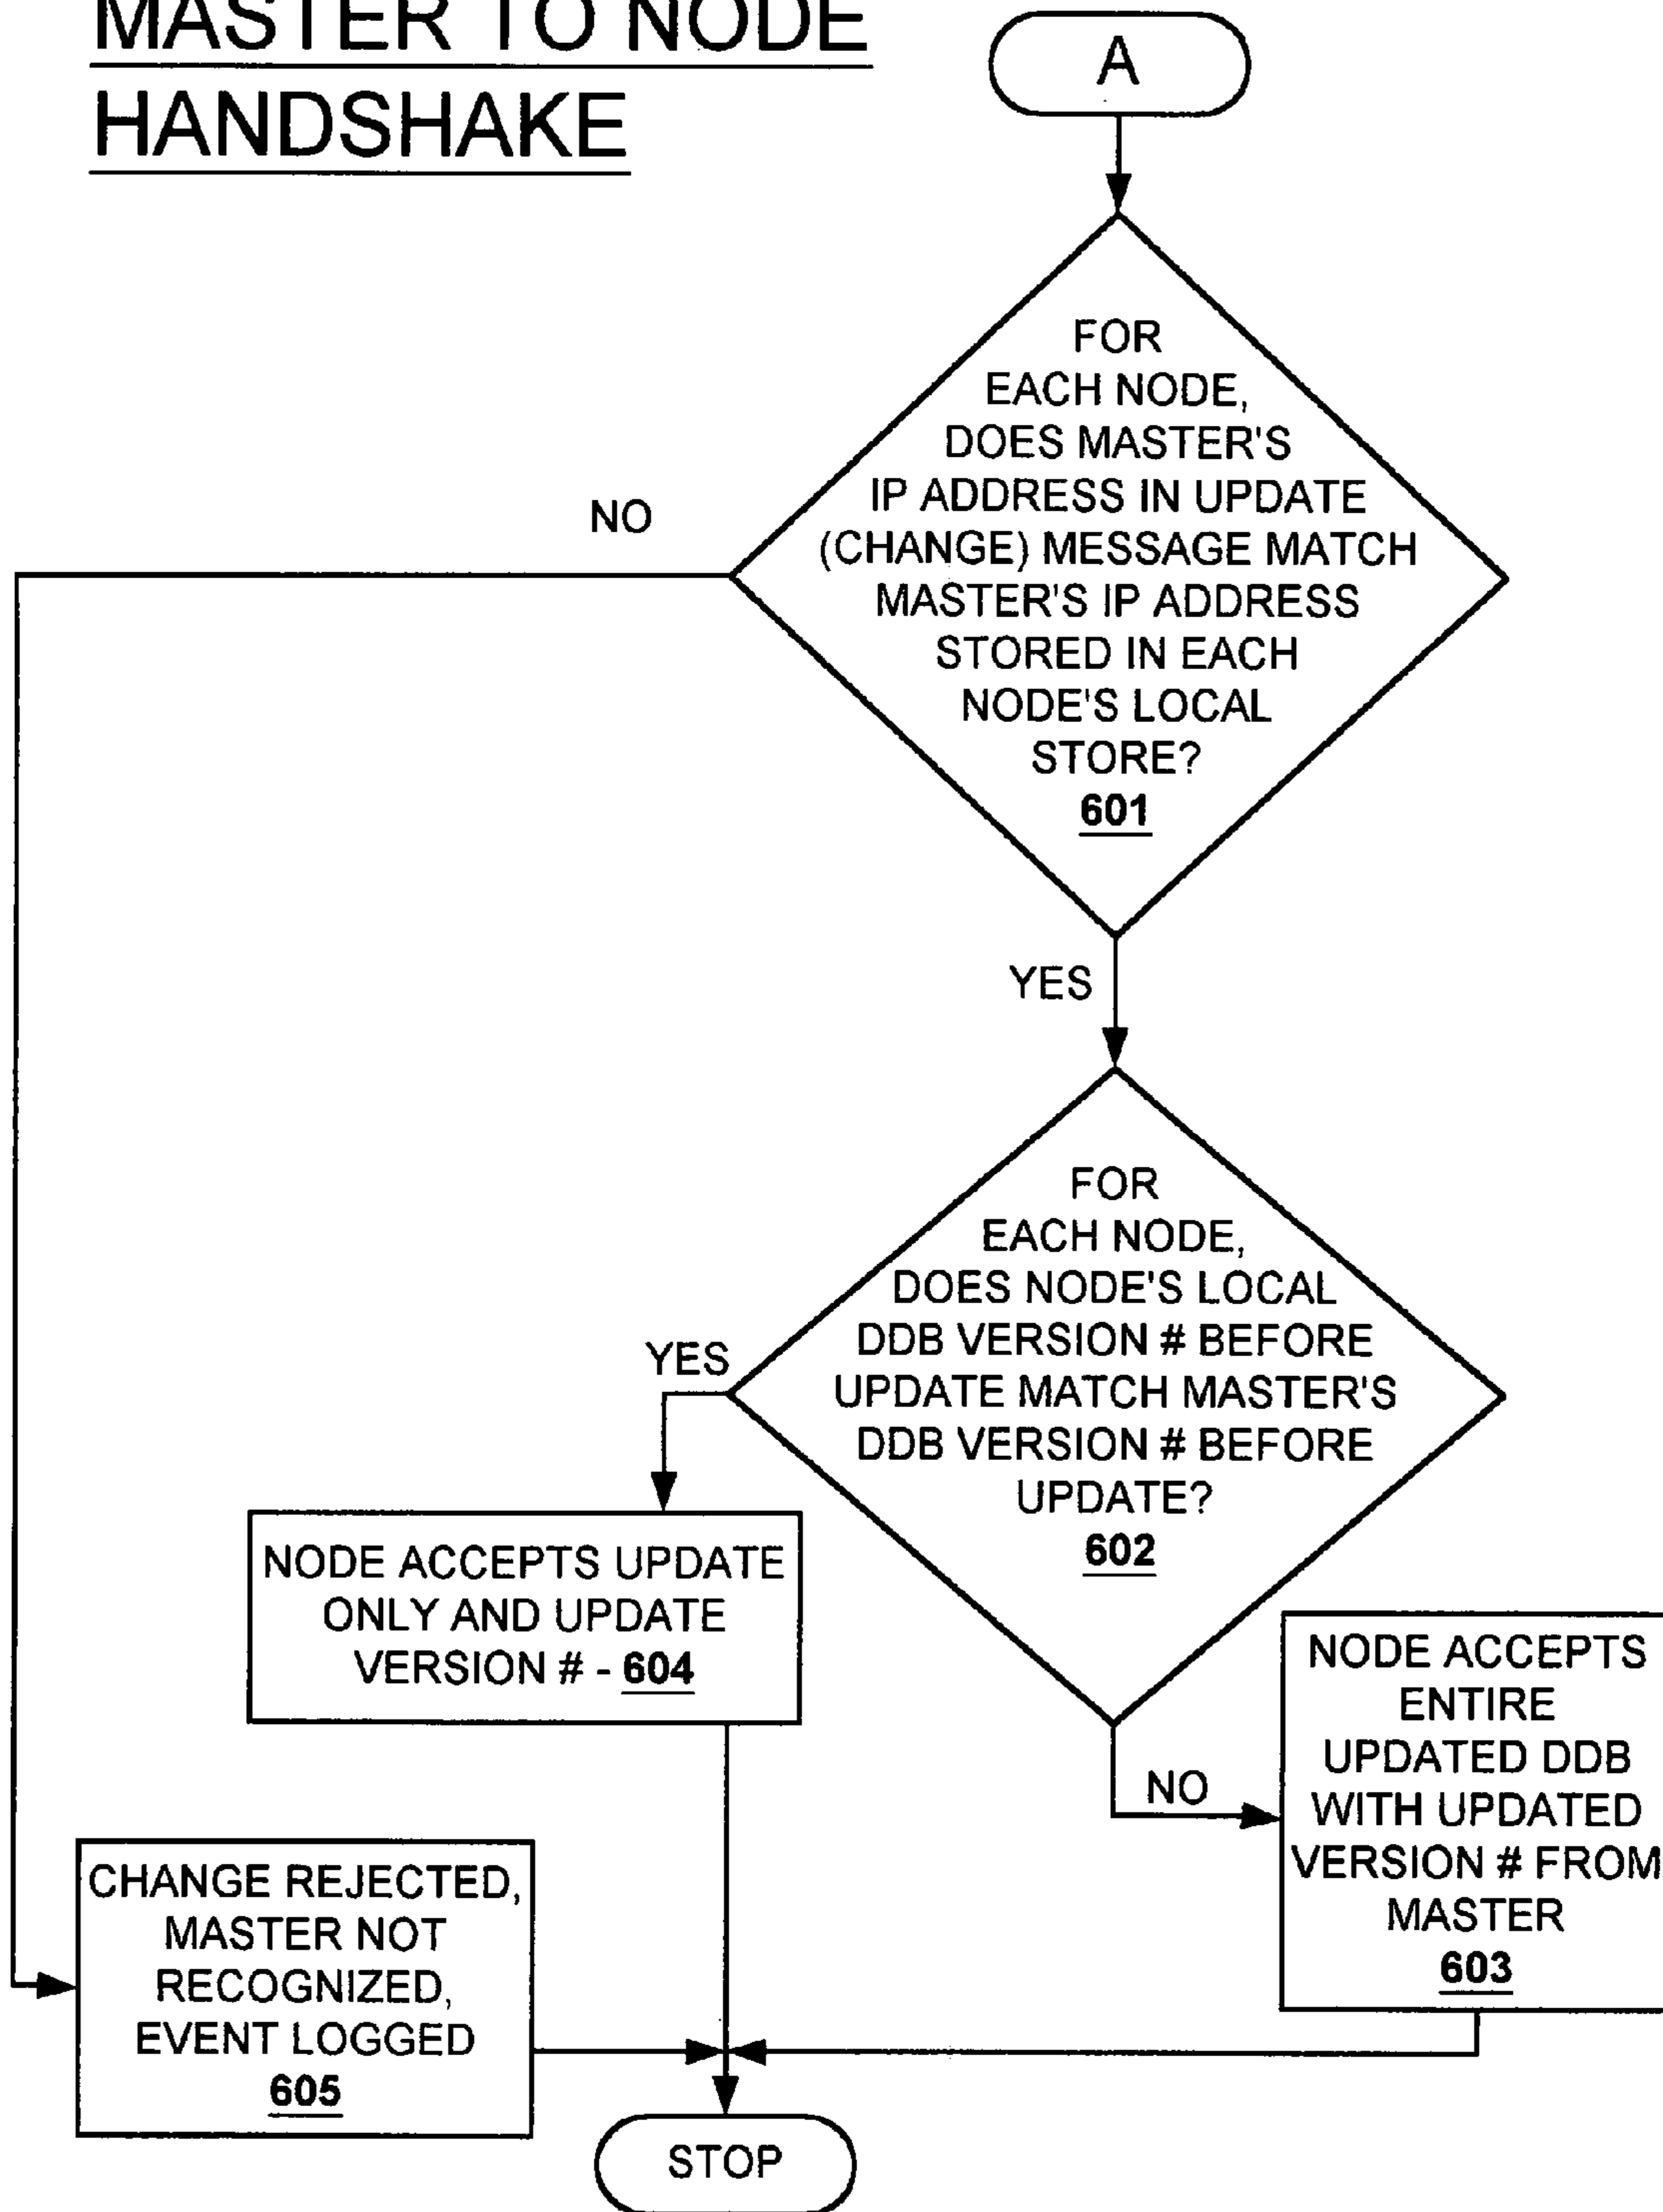 MASTER TO NODE
HANDSHAKE
A
FOR
EACH NODE,
DOES MASTER'S
IP ADDRESS IN UPDATE
(CHANGE) MESSAGE MATCH
MASTER'S IP ADDRESS
STORED IN EACH
NODE'S LOCAL
STORE?
601
NO
YES
FOR
EACH NODE,
DOES NODE'S LOCAL
DDB VERSION # BEFORE
UPDATE MATCH MASTER'S
DDB VERSION # BEFORE
UPDATE?
602
YES
NODE ACCEPTS UPDATE
ONLY AND UPDATE
VERSION # - 604
NO
NODE ACCEPTS
ENTIRE
UPDATED DDB
WITH UPDATED
VERSION # FROM
MASTER
603
CHANGE REJECTED,
MASTER NOT
RECOGNIZED,
EVENT LOGGED
605
STOP